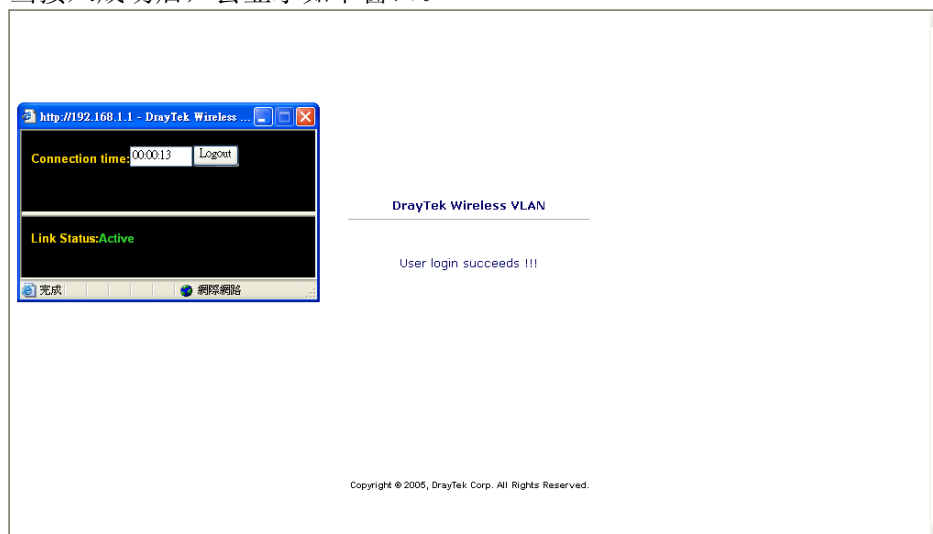 http://192.168.1.1 - DrayTek Wireless ...
Connection time: 00:00:13 Logout
Link Status:Active
完成 網際網路
DrayTek Wireless VLAN
User login succeeds !!!
Copyright © 2005, DrayTek Corp. All Rights Reserved.